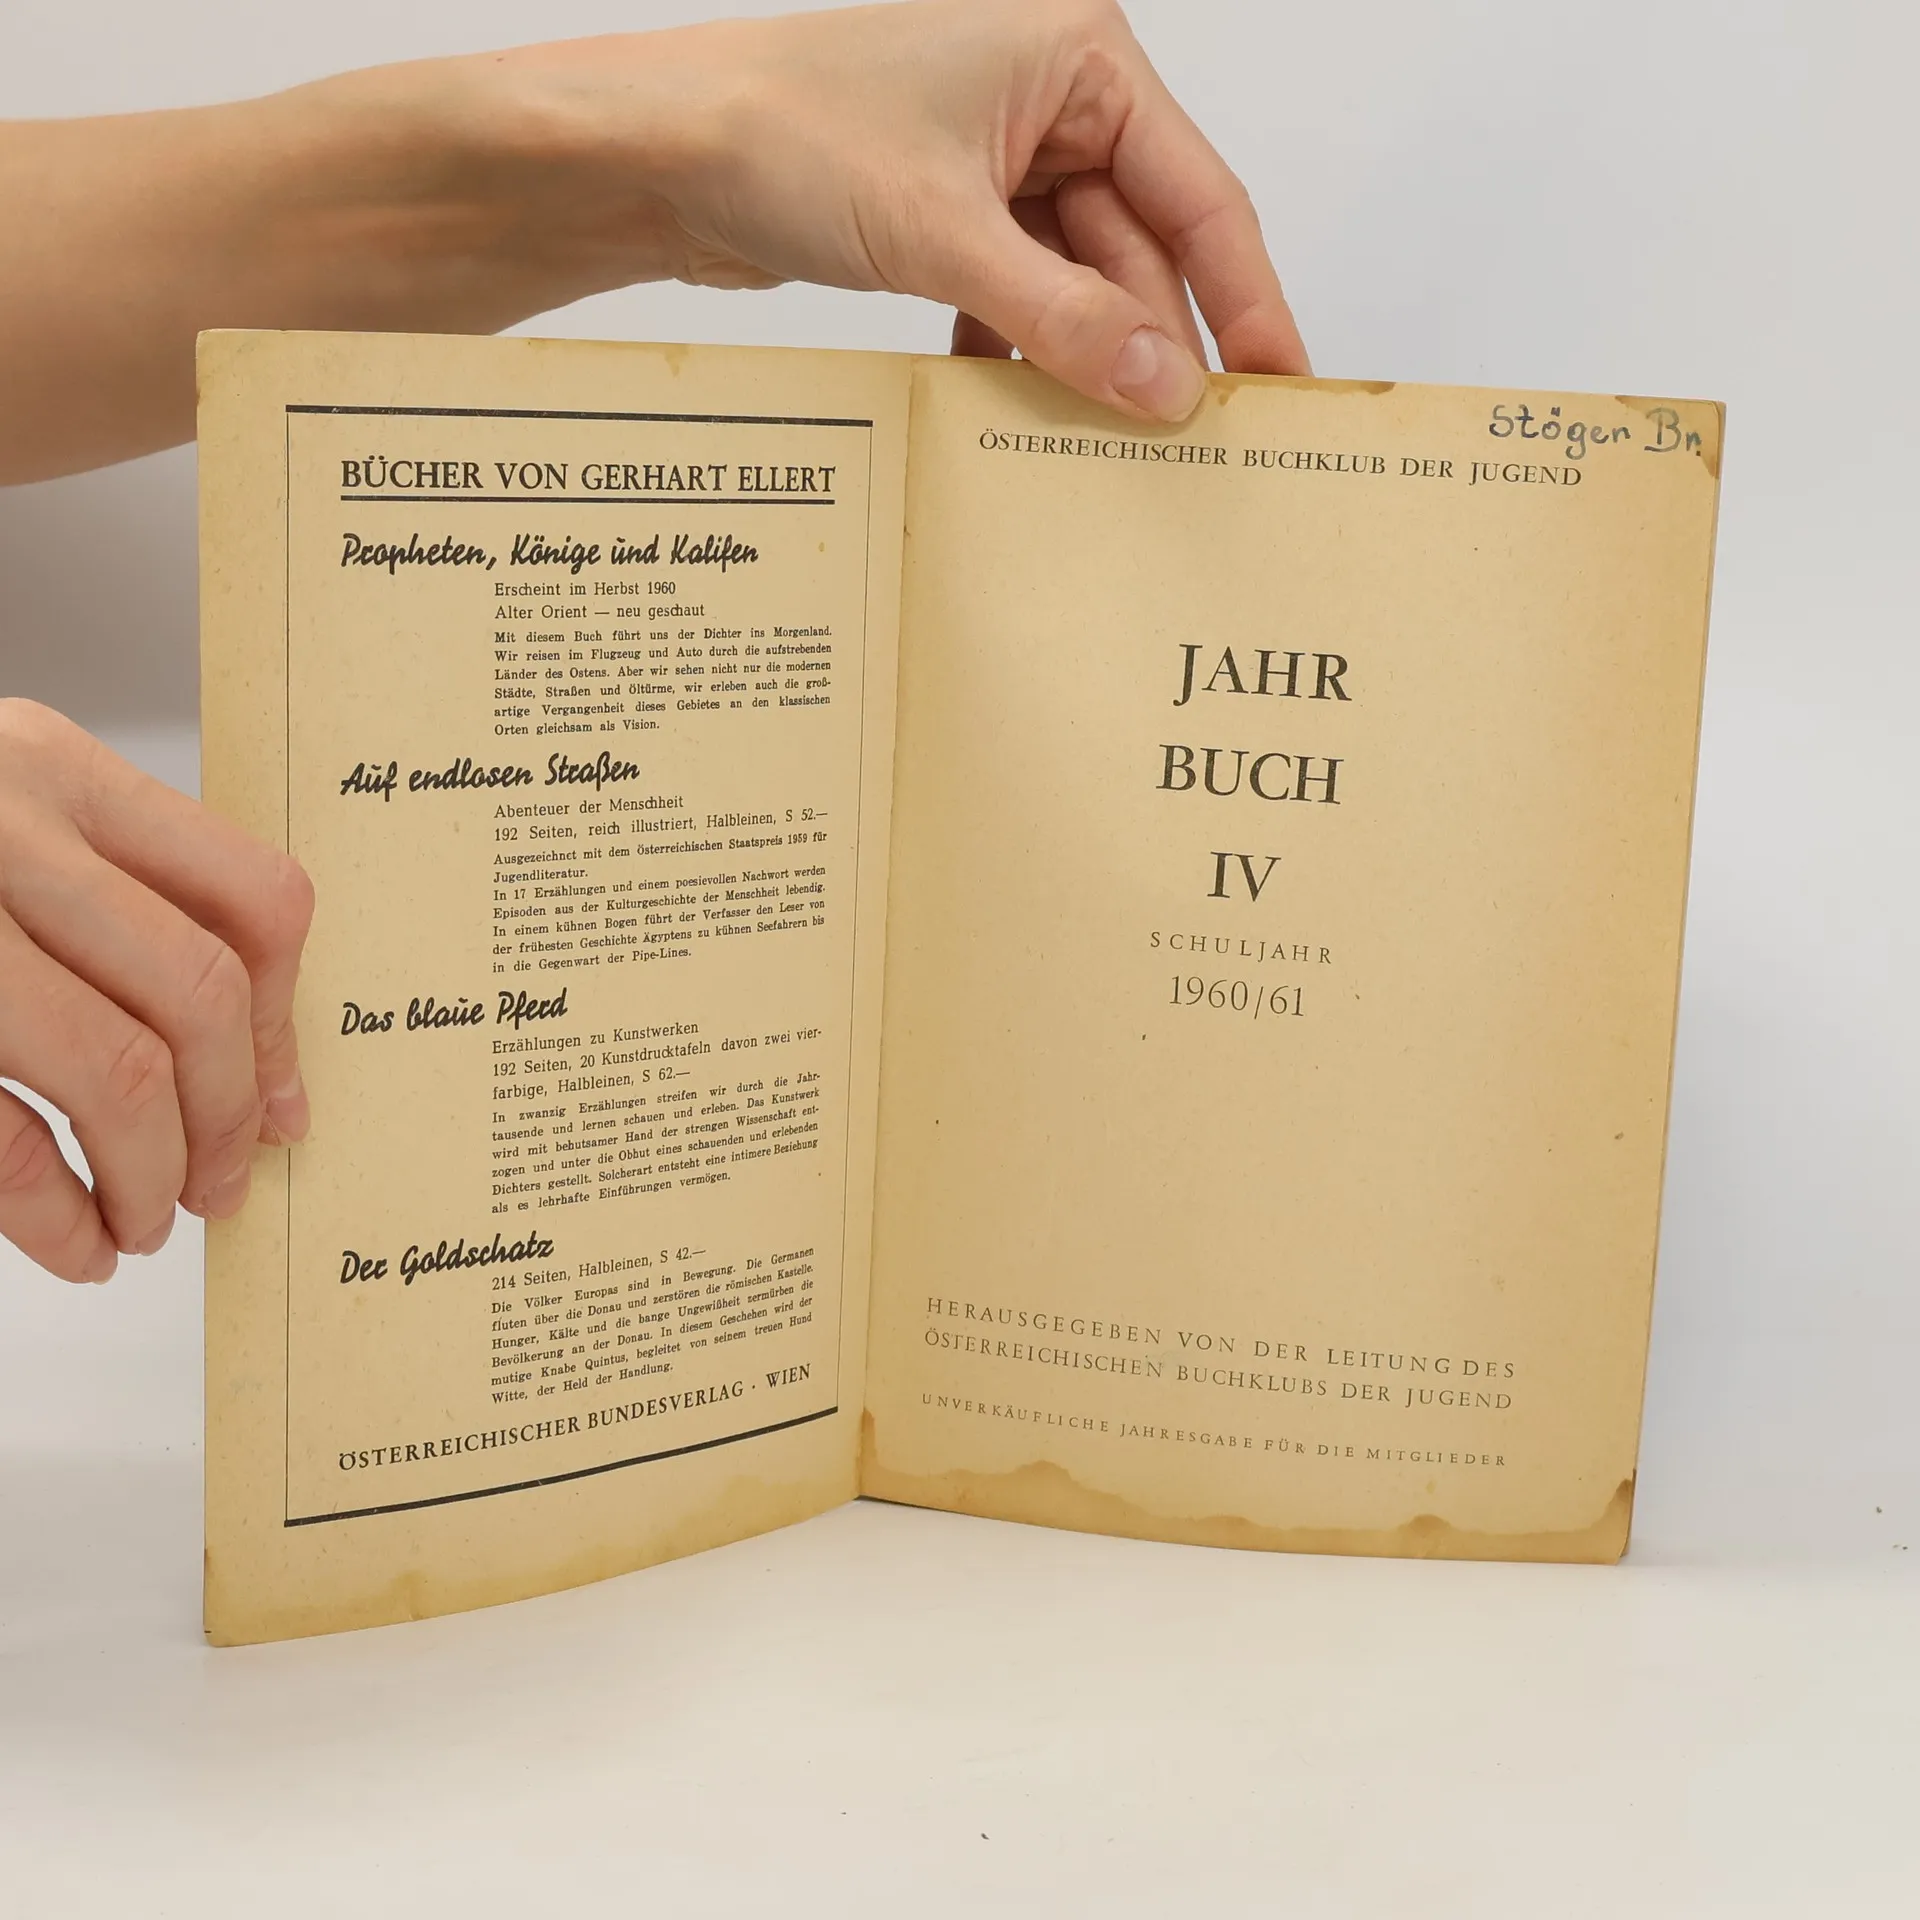 BÜCHER VON GERHART ELLERT
Propheten, Könige und Kalifen
Erscheint im Herbst 1960
Alter Orient — neu geschaut
Mit diesem Buch führt uns der Dichter ins Morgenland.
Wir reisen im Flugzeug und Auto durch die aufstrebenden
Länder des Ostens. Aber wir sehen nicht nur die modernen
Städte, Straßen und Öltürme, wir erleben auch die groß-
artige Vergangenheit dieses Gebietes an den klassischen
Orten gleichsam als Vision.
Auf endlosen Straßen
Abenteuer der Menschheit
192 Seiten, reich illustriert, Halbleinen, S 52.—
Ausgezeichnet mit dem Österreichischen Staatspreis 1959 für
Jugendliteratur.
In 17 Erzählungen und einem poesievollen Nachwort werden
Episoden aus der Kulturgeschichte der Menschheit lebendig.
In einem kühnen Bogen führt der Verfasser den Leser von
der frühesten Geschichte Ägyptens zu kühnen Seefahrern bis
in die Gegenwart der Pipe-Lines.
Das blaue Pferd
Erzählungen zu Kunstwerken
192 Seiten, 20 Kunstdrucktafeln davon zwei vier-
farbige, Halbleinen, S 62.—
In zwanzig Erzählungen streifen wir durch die Jahr-
tausende und lernen schauen und erleben. Das Kunstwerk
wird mit behutsamer Hand der strengen Wissenschaft ent-
zogen und unter die Obhut eines schauenden und erlebenden
Dichters gestellt. Solcherart entsteht eine intimere Beziehung
als es lehrhafte Einführungen vermögen.
Der Goldschatz
214 Seiten, Halbleinen, S 42.—
Die Völker Europas sind in Bewegung. Die Germanen
fluten über die Donau und zerstören die römischen Kastelle.
Hunger, Kälte und die bange Ungewißheit zermürben die
Bevölkerung an der Donau. In diesem Geschehen wird der
mutige Knabe Quintus, begleitet von seinem treuen Hund
Witte, der Held der Handlung.
ÖSTERREICHISCHER BUNDESVERLAG · WIEN
Stöger Br.
ÖSTERREICHISCHER BUCHKLUB DER JUGEND
JAHR
BUCH
IV
SCHULJAHR
1960/61
HERAUSGEGEBEN VON DER LEITUNG DES
ÖSTERREICHISCHEN BUCHKLUBS DER JUGEND
UNVERKÄUFLICHE JAHRESGABE FÜR DIE MITGLIEDER